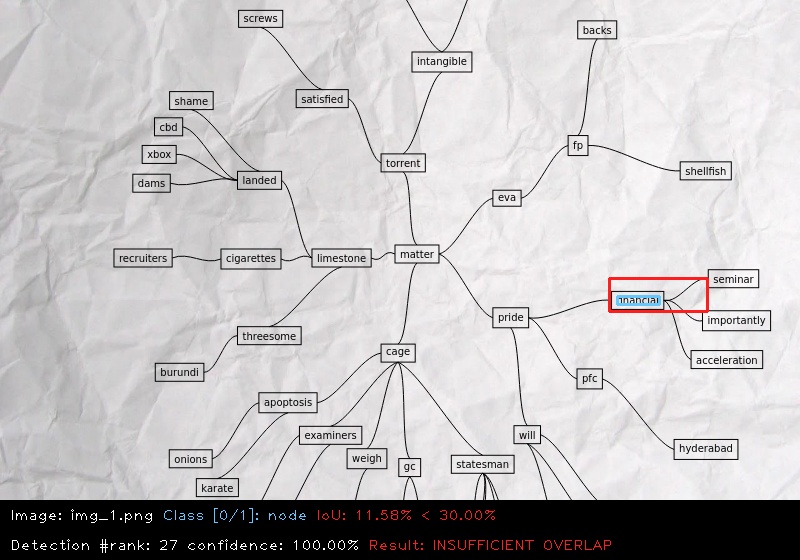 screws
backs
intangible
satisfied
shame
cbd
fp
xbox
torrent
shellfish
dams
landed
eva
matter
recruiters
cigarettes
limestone
seminar
pride
importantly
threesome
cage
acceleration
burundi
pfc
apoptosis
examiners
will
hyderabad
onions
weigh
gc
statesman
karate
Image: img_1.png Class [0/1]: node IoU: 11.58% < 30.00%
Detection #rank: 27 confidence: 100.00% Result: INSUFFICIENT OVERLAP